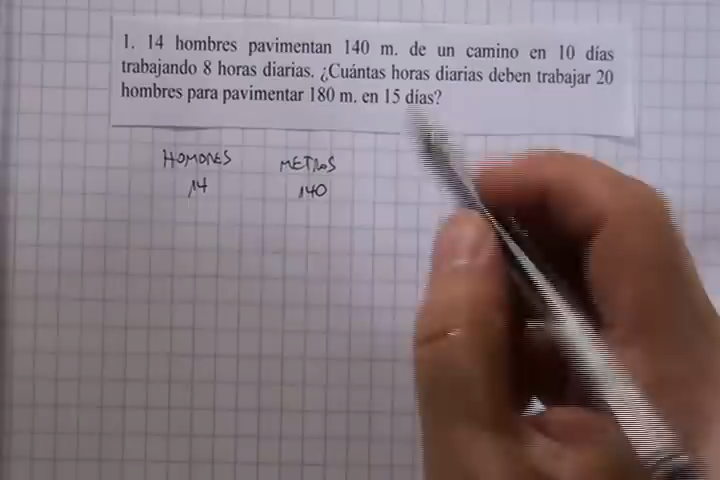 1. 14 hombres pavimentan 140 m. de un camino en 10 días
trabajando 8 horas diarias. ¿Cuántas horas diarias deben trabajar 20
hombres para pavimentar 180 m. en 15 días?
HOMBRES METROS
14 140